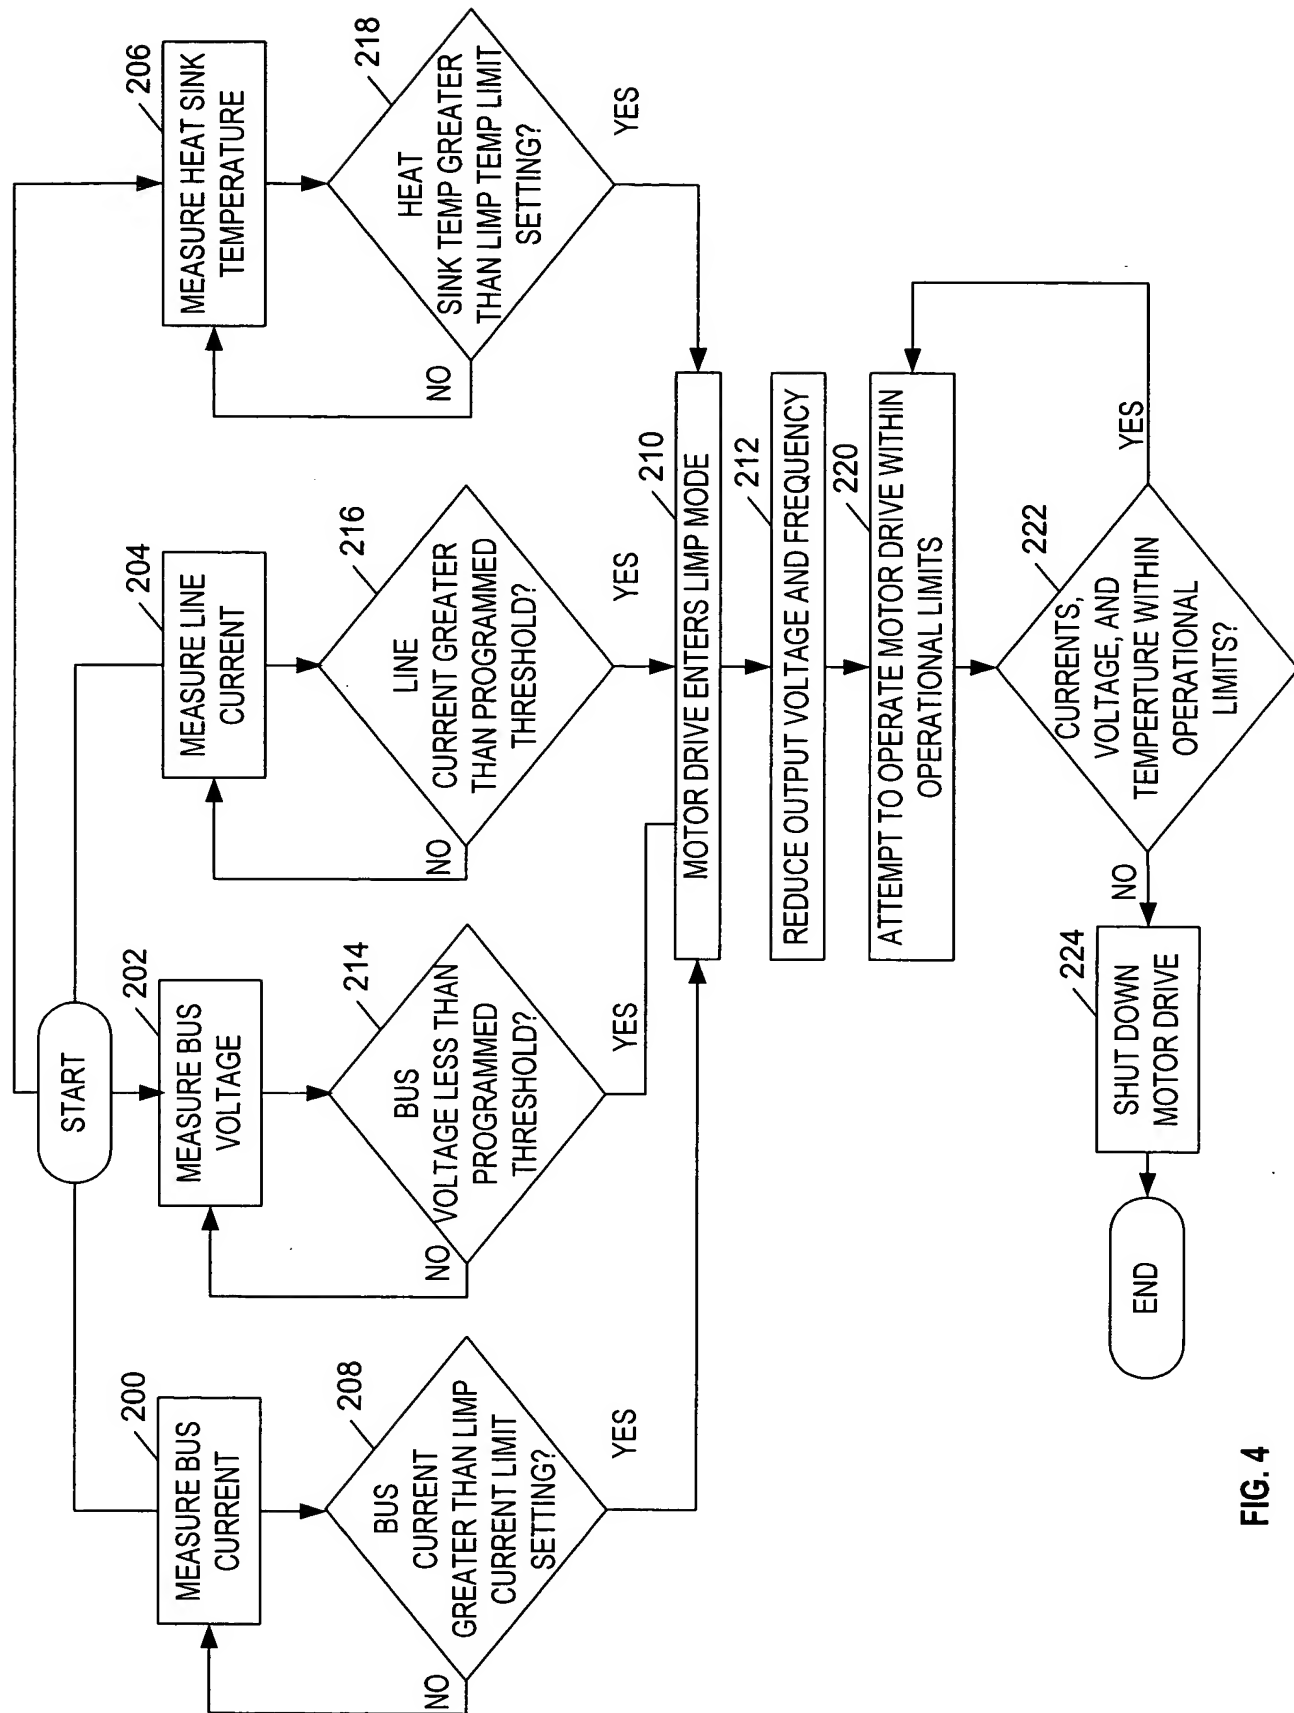 START
200
MEASURE BUS
CURRENT
202
MEASURE BUS
VOLTAGE
204
MEASURE LINE
CURRENT
206
MEASURE HEAT SINK
TEMPERATURE
208
BUS
CURRENT
GREATER THAN LIMP
CURRENT LIMIT
SETTING?
NO
YES
214
BUS
VOLTAGE LESS THAN
PROGRAMMED
THRESHOLD?
NO
YES
216
LINE
CURRENT GREATER
THAN PROGRAMMED
THRESHOLD?
NO
YES
218
HEAT
SINK TEMP GREATER
THAN LIMP TEMP LIMIT
SETTING?
NO
YES
210
MOTOR DRIVE ENTERS LIMP MODE
212
REDUCE OUTPUT VOLTAGE AND FREQUENCY
220
ATTEMPT TO OPERATE MOTOR DRIVE WITHIN
OPERATIONAL LIMITS
222
CURRENTS,
VOLTAGE, AND
TEMPERTURE WITHIN
OPERATIONAL
LIMITS?
YES
NO
224
SHUT DOWN
MOTOR DRIVE
END
FIG. 4